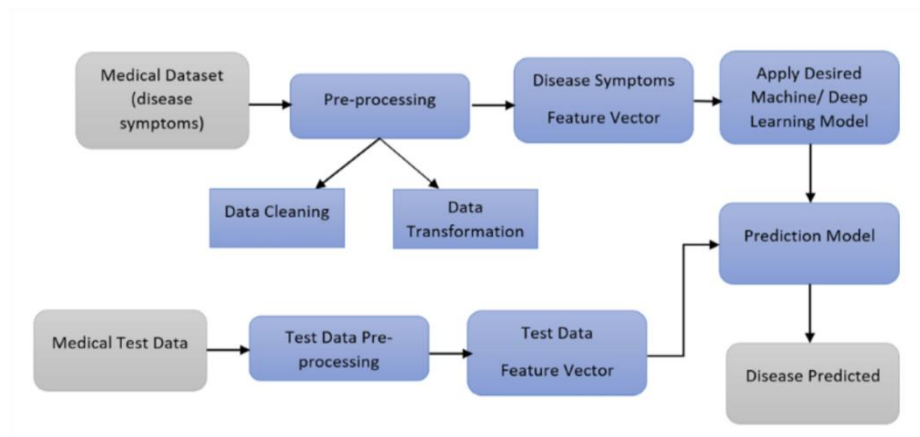 Medical Dataset
(disease
symptoms)
Pre-processing
Disease Symptoms
Feature Vector
Apply Desired
Machine/ Deep
Learning Model
Data Cleaning
Data
Transformation
Prediction Model
Medical Test Data
Test Data Pre-
processing
Test Data
Feature Vector
Disease Predicted